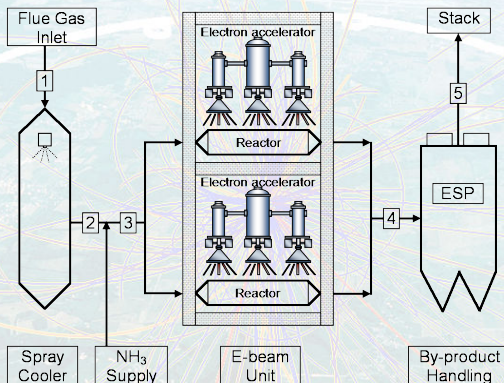 Flue Gas
Inlet
Stack
Electron accelerator
1
5
Reactor
Electron accelerator
ESP
2
3
4
Reactor
Spray
Cooler
NH₃
Supply
E-beam
Unit
By-product
Handling